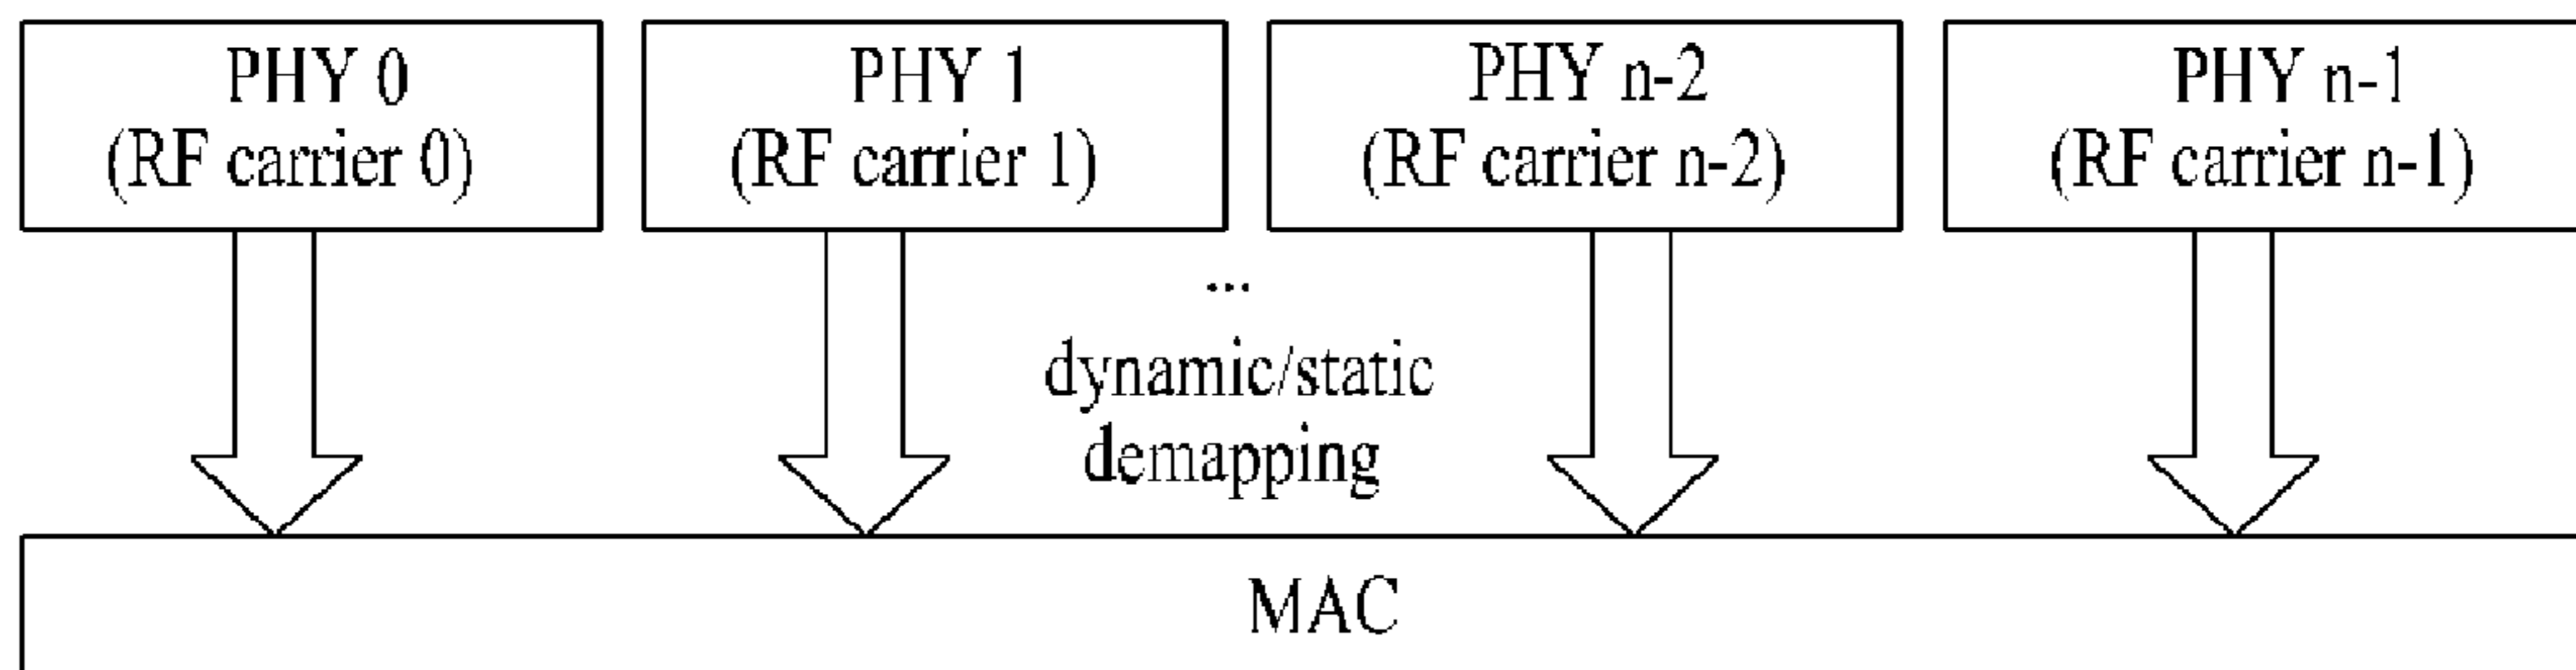 PHY 0
(RF carrier 0)
PHY 1
(RF carrier 1)
PHY n-2
(RF carrier n-2)
PHY n-1
(RF carrier n-1)
...
dynamic/static
demapping
MAC